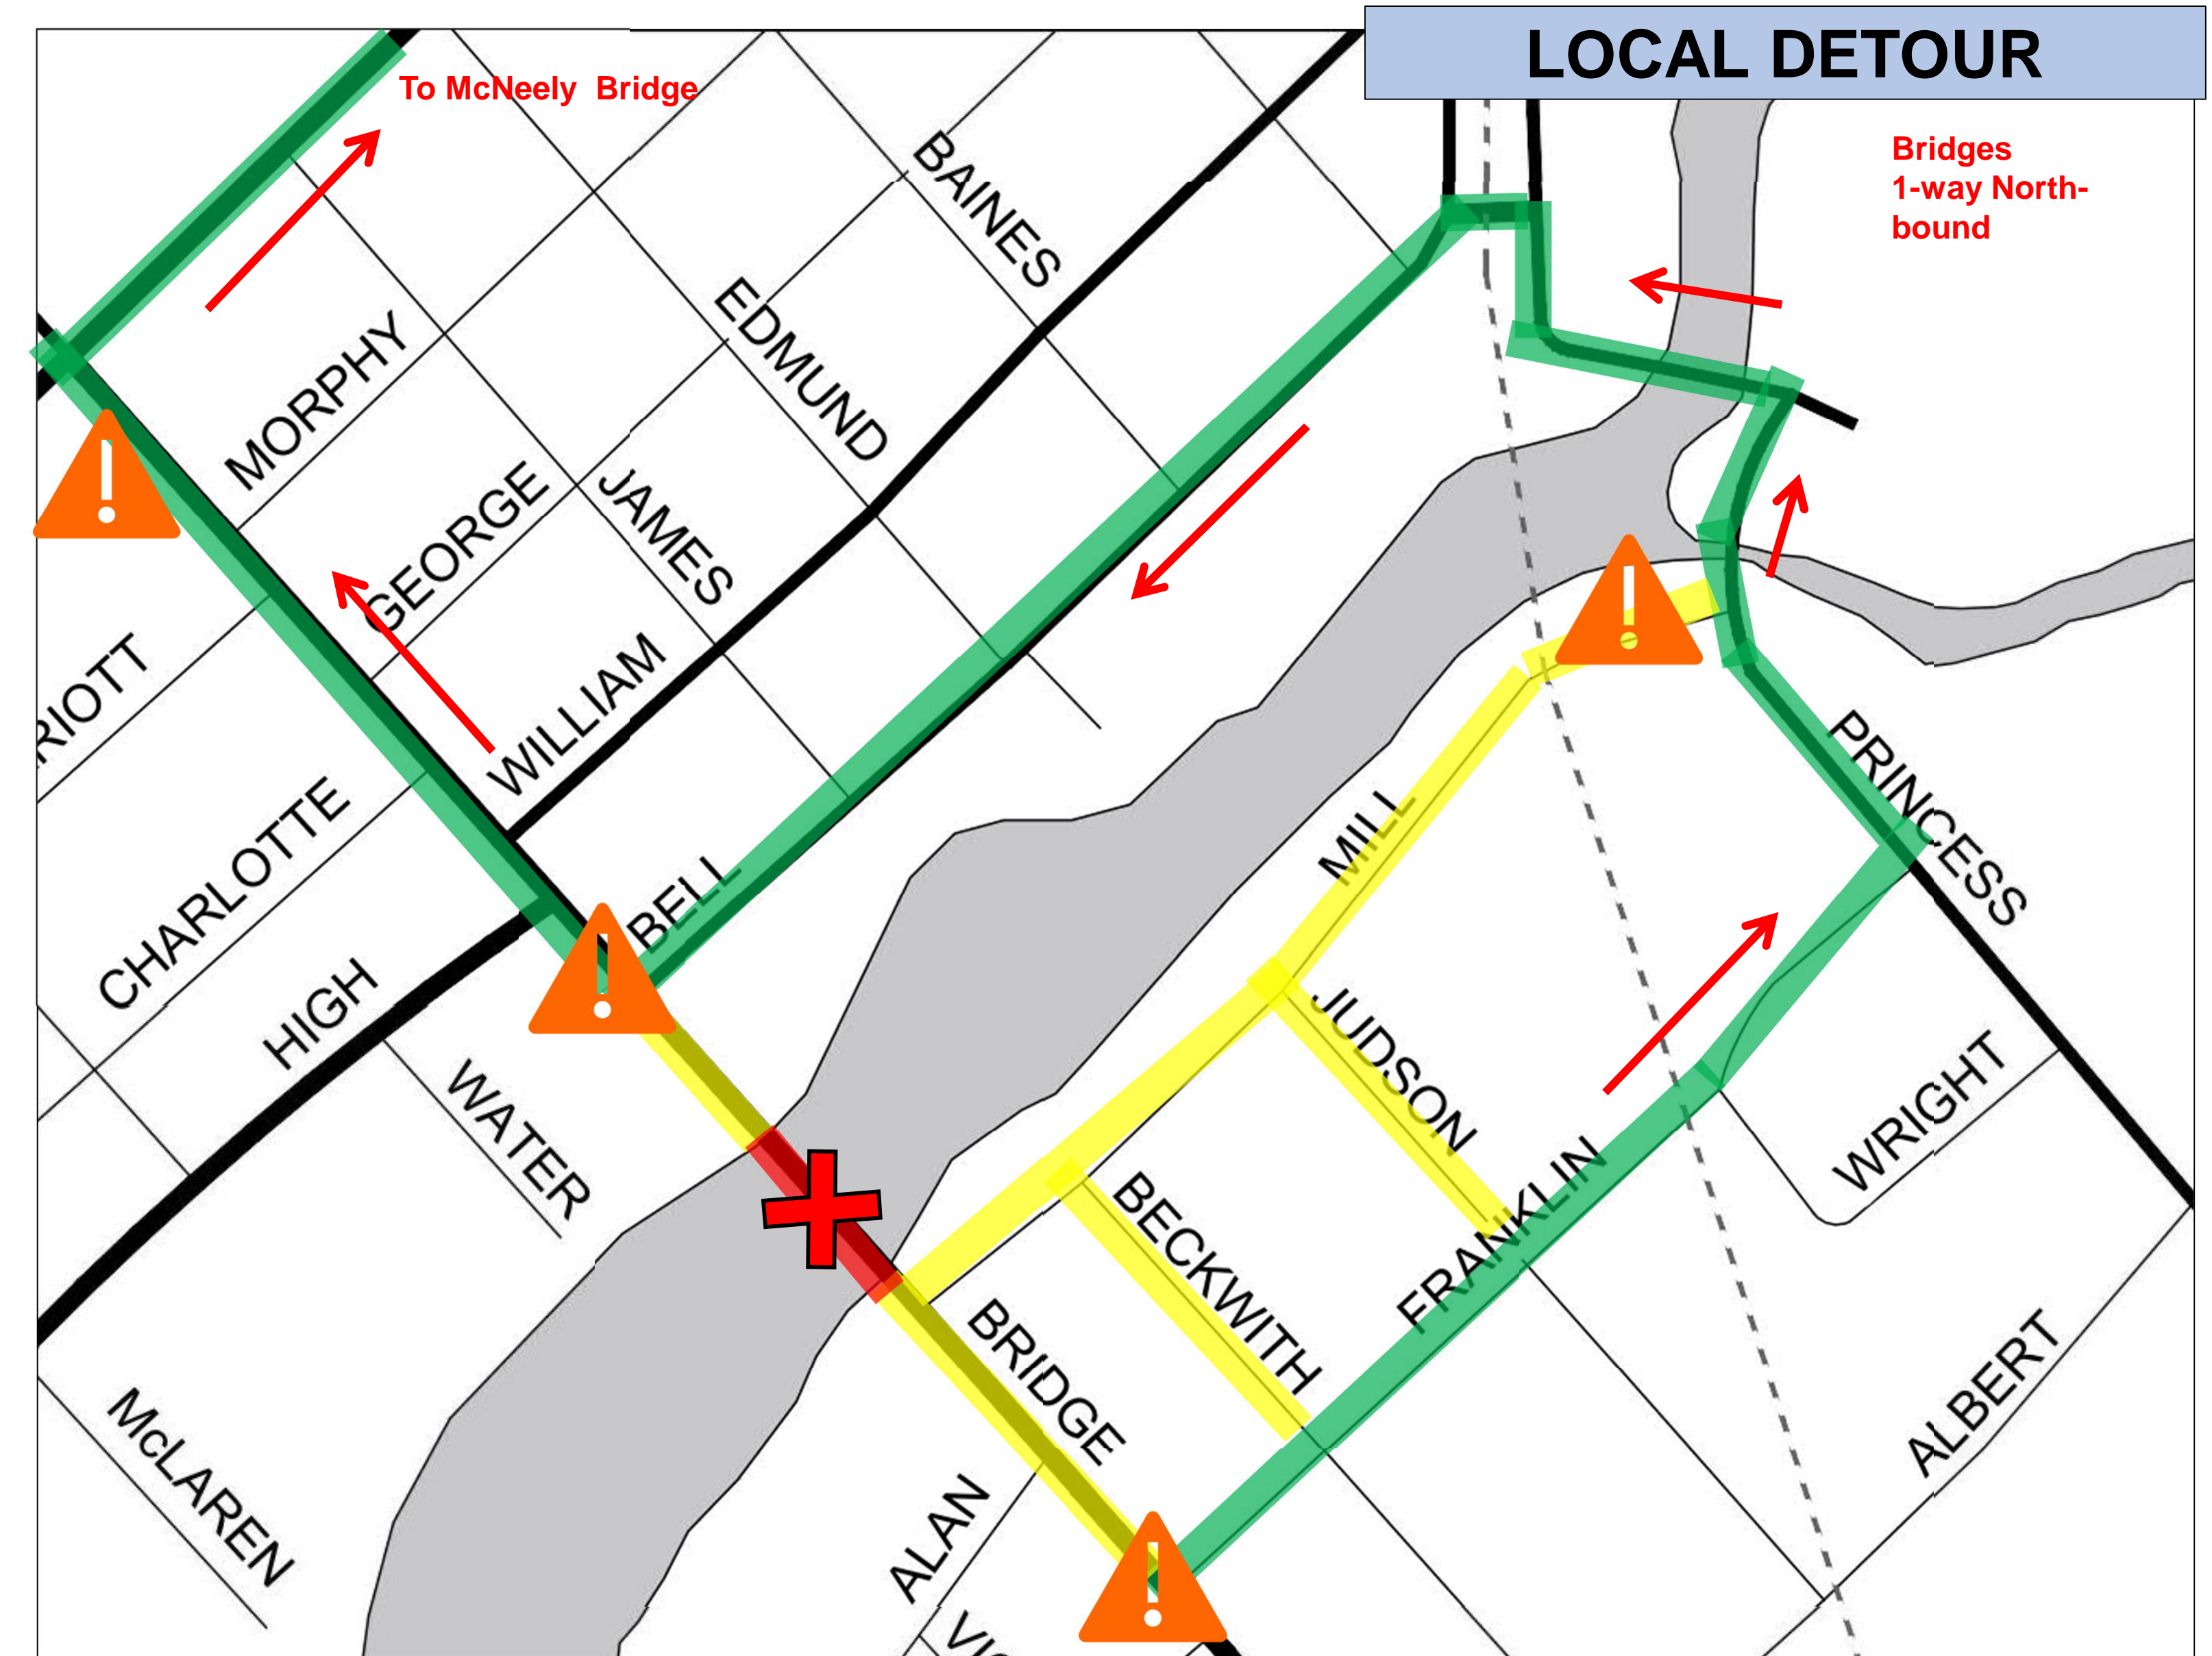 LOCAL DETOUR
To McNeely Bridge
Bridges
1-way North-
bound
BAINES
EDMUND
MORPHY
JAMES
GEORGE
WILLIAM
RIOTT
CHARLOTTE
BELL
HIGH
WATER
McLAREN
MILL
PRINCESS
JUDSON
WRIGHT
FRANKLIN
BECKWITH
BRIDGE
ALBERT
ALAN